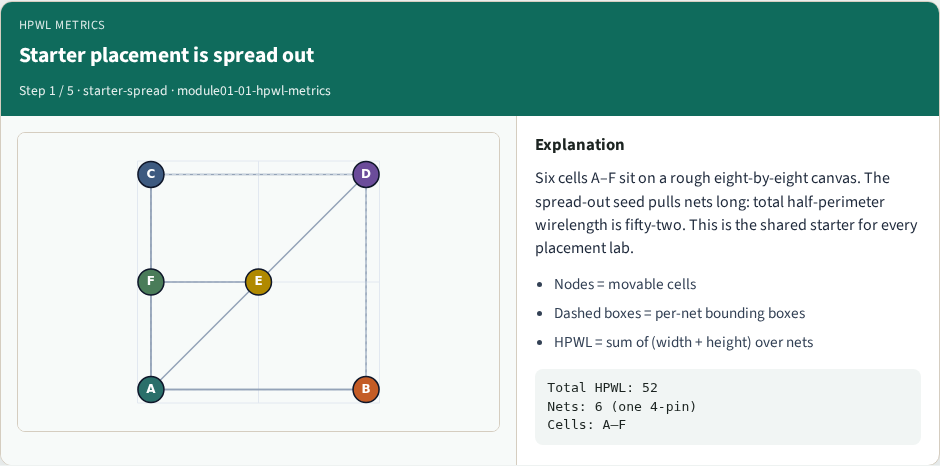 HPWL METRICS
Starter placement is spread out
Step 1 / 5 · starter-spread · module01-01-hpwl-metrics
C
D
F
E
A
B
Explanation
Six cells A–F sit on a rough eight-by-eight canvas. The
spread-out seed pulls nets long: total half-perimeter
wirelength is fifty-two. This is the shared starter for every
placement lab.
• Nodes = movable cells
• Dashed boxes = per-net bounding boxes
• HPWL = sum of (width + height) over nets
Total HPWL: 52
Nets: 6 (one 4-pin)
Cells: A–F